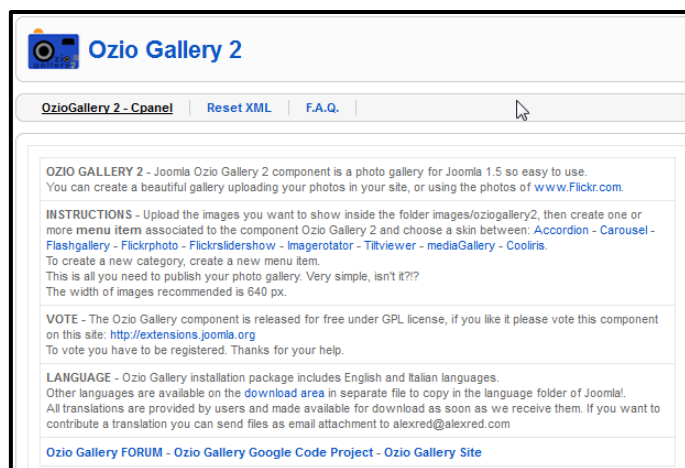 Ozio Gallery 2
OzioGallery 2 - Cpanel Reset XML F.A.Q.
OZIO GALLERY 2 - Joomla Ozio Gallery 2 component is a photo gallery for Joomla 1.5 so easy to use.
You can create a beautiful gallery uploading your photos in your site, or using the photos of www.Flickr.com.
INSTRUCTIONS - Upload the images you want to show inside the folder images/oziogallery2, then create one or
more menu item associated to the component Ozio Gallery 2 and choose a skin between: Accordion - Carousel -
Flashgallery - Flickrphoto - Flickrslidershow - Imagerotator - Tiltviewer - mediaGallery - Cooliris.
To create a new category, create a new menu item.
This is all you need to publish your photo gallery. Very simple, isn't it?!?
The width of images recommended is 640 px.
VOTE - The Ozio Gallery component is released for free under GPL license, if you like it please vote this component
on this site: http://extensions.joomla.org
To vote you have to be registered. Thanks for your help.
LANGUAGE - Ozio Gallery installation package includes English and Italian languages.
Other languages are available on the download area in separate file to copy in the language folder of Joomla!.
All translations are provided by users and made available for download as soon as we receive them. If you want to
contribute a translation you can send files as email attachment to alexred@alexred.com
Ozio Gallery FORUM - Ozio Gallery Google Code Project - Ozio Gallery Site